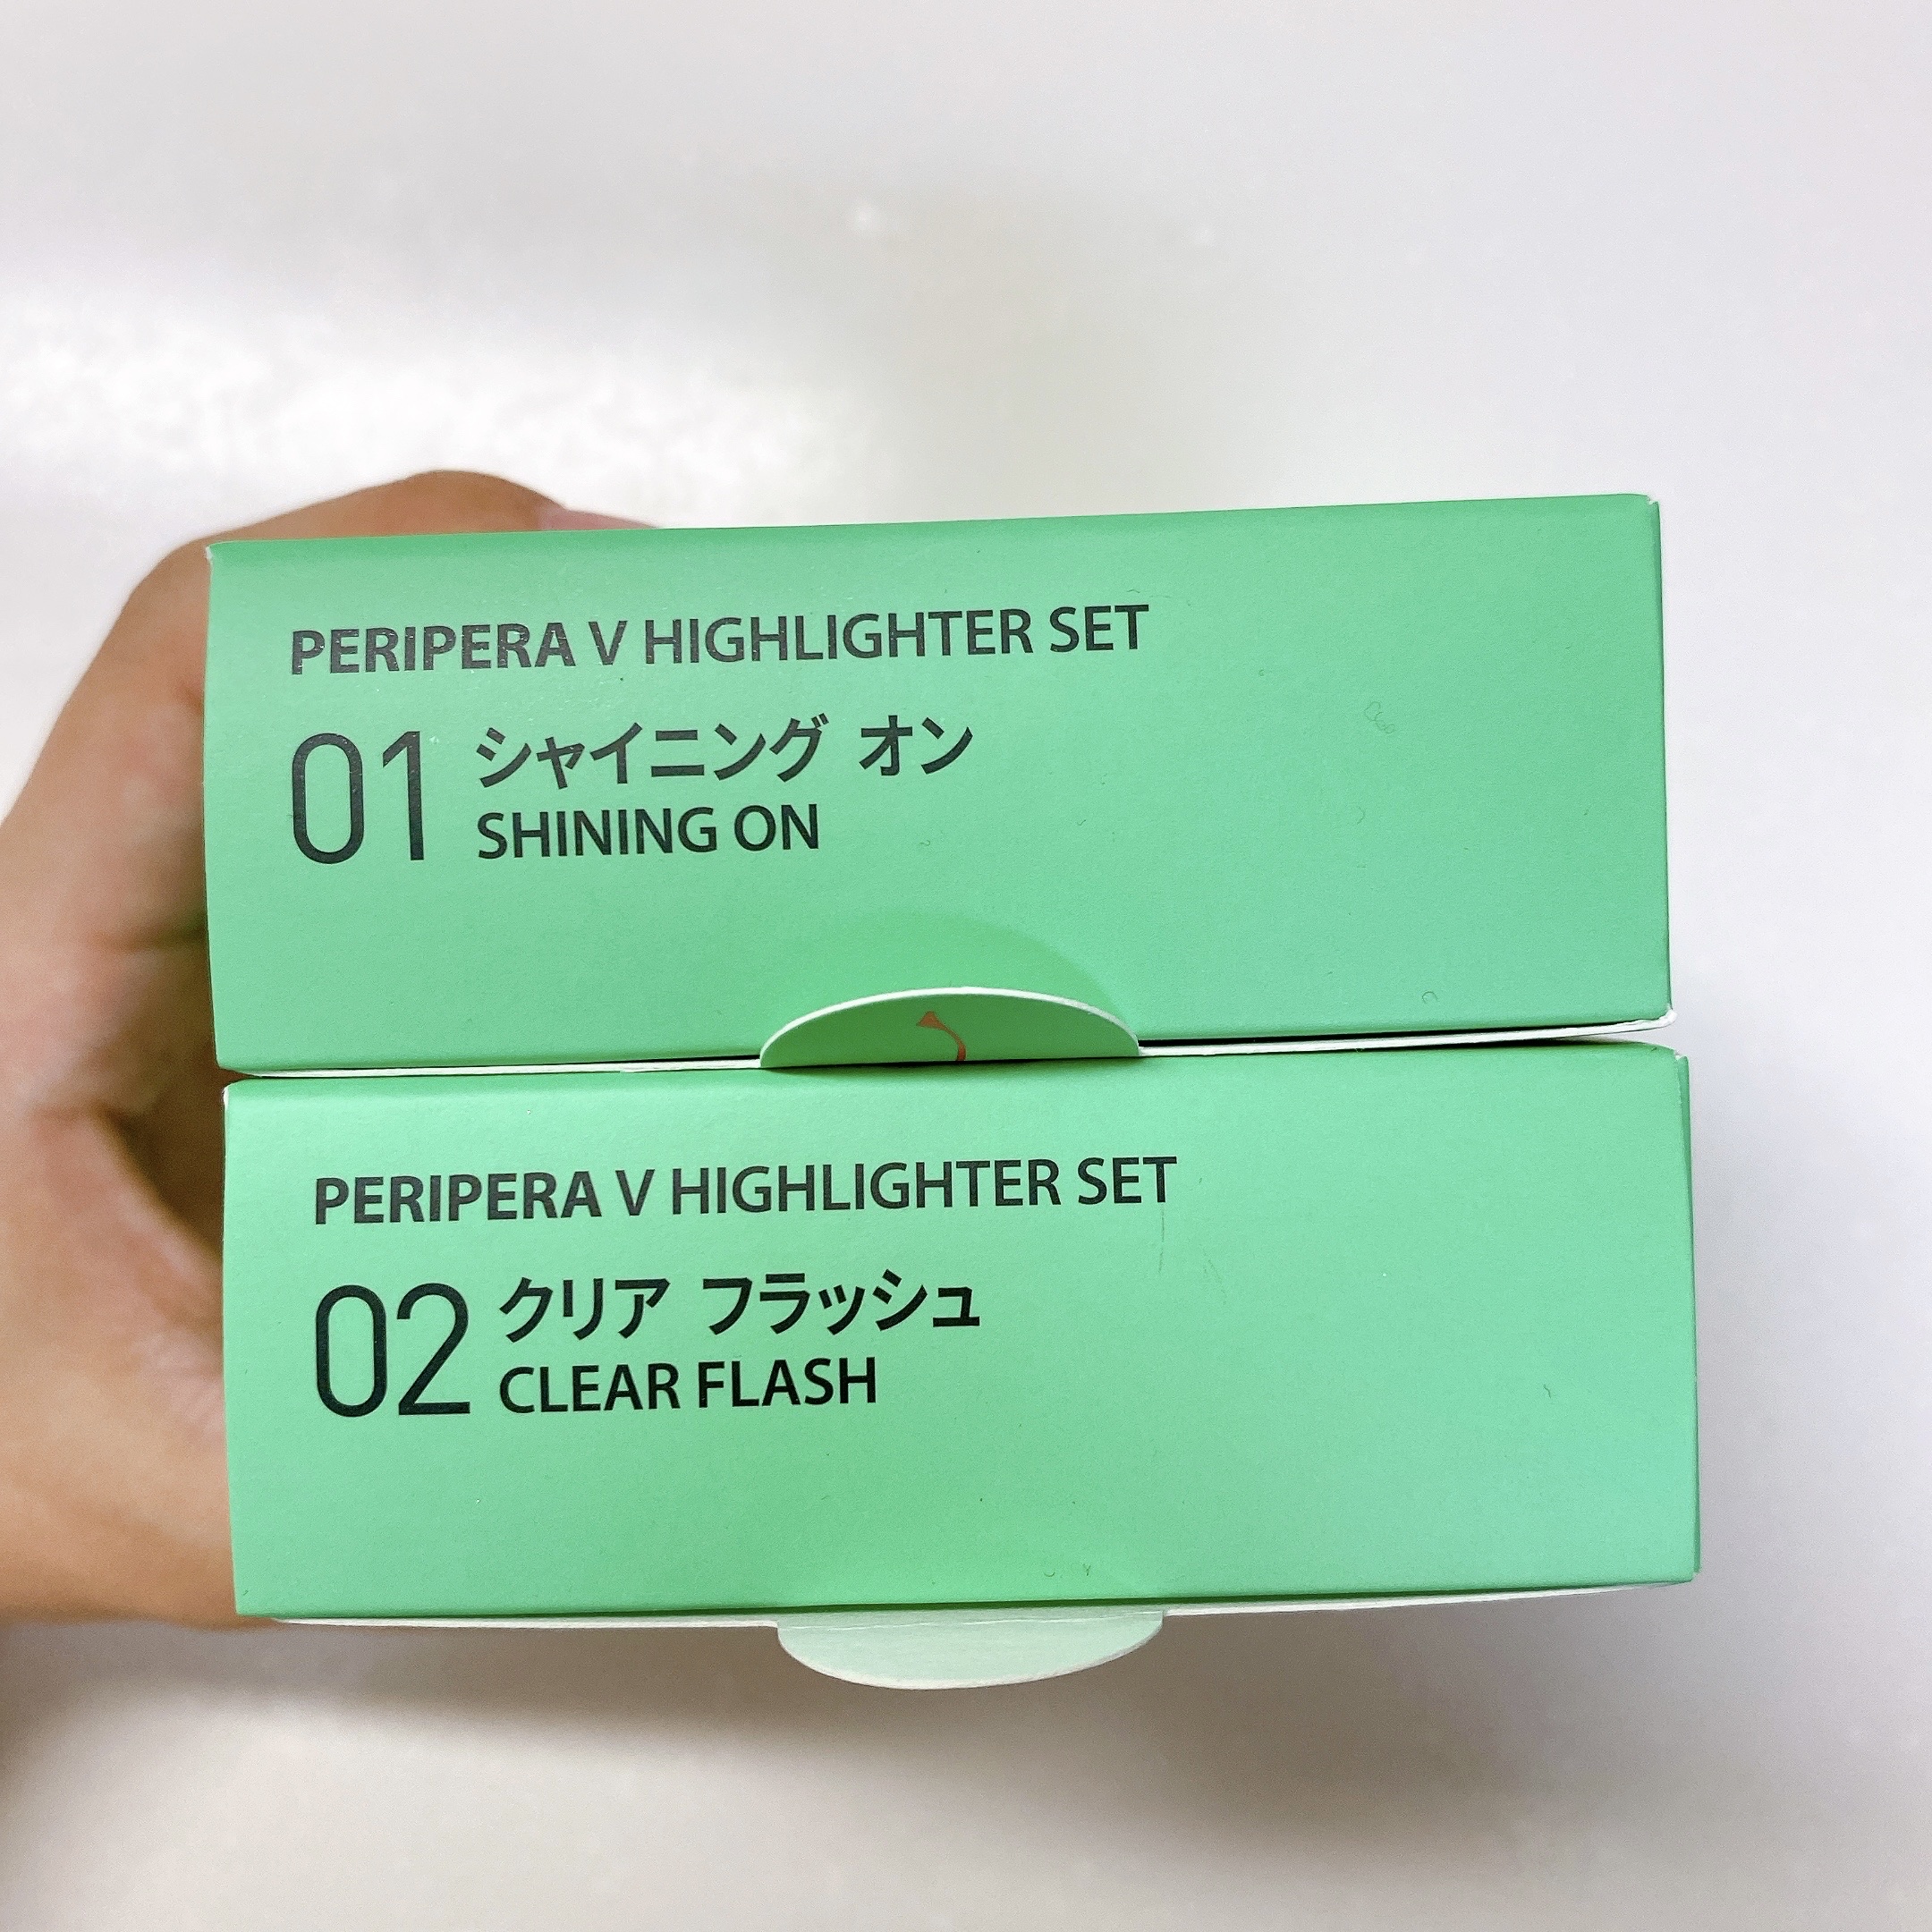 PERIPERA V HIGHLIGHTER SET
01 シャイニング オン
SHINING ON
PERIPERA V HIGHLIGHTER SET
02 クリア フラッシュ
CLEAR FLASH